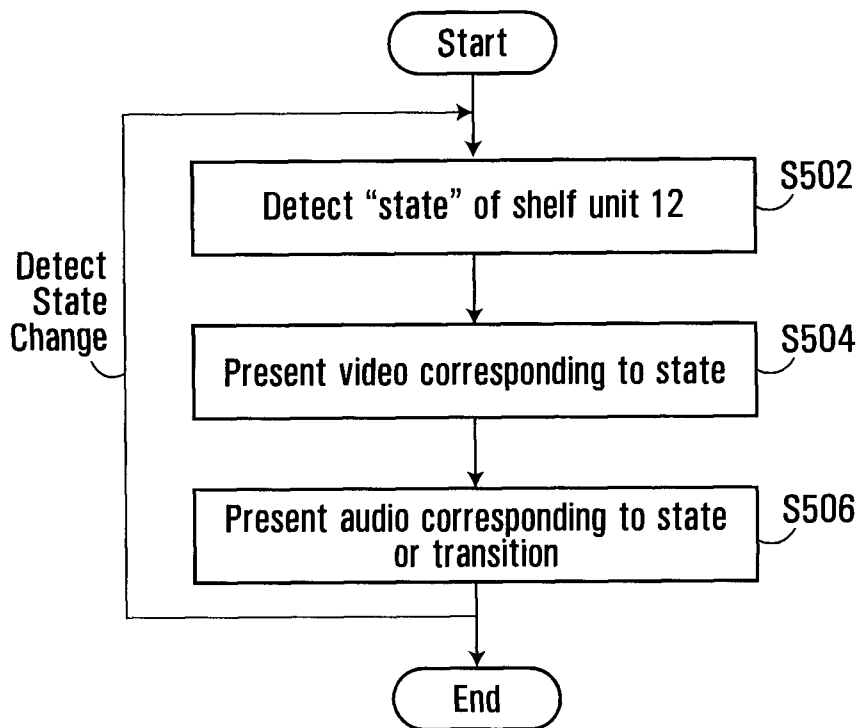 Start
Detect “state” of shelf unit 12
S502
Detect
State
Change
Present video corresponding to state
S504
Present audio corresponding to state
or transition
S506
End